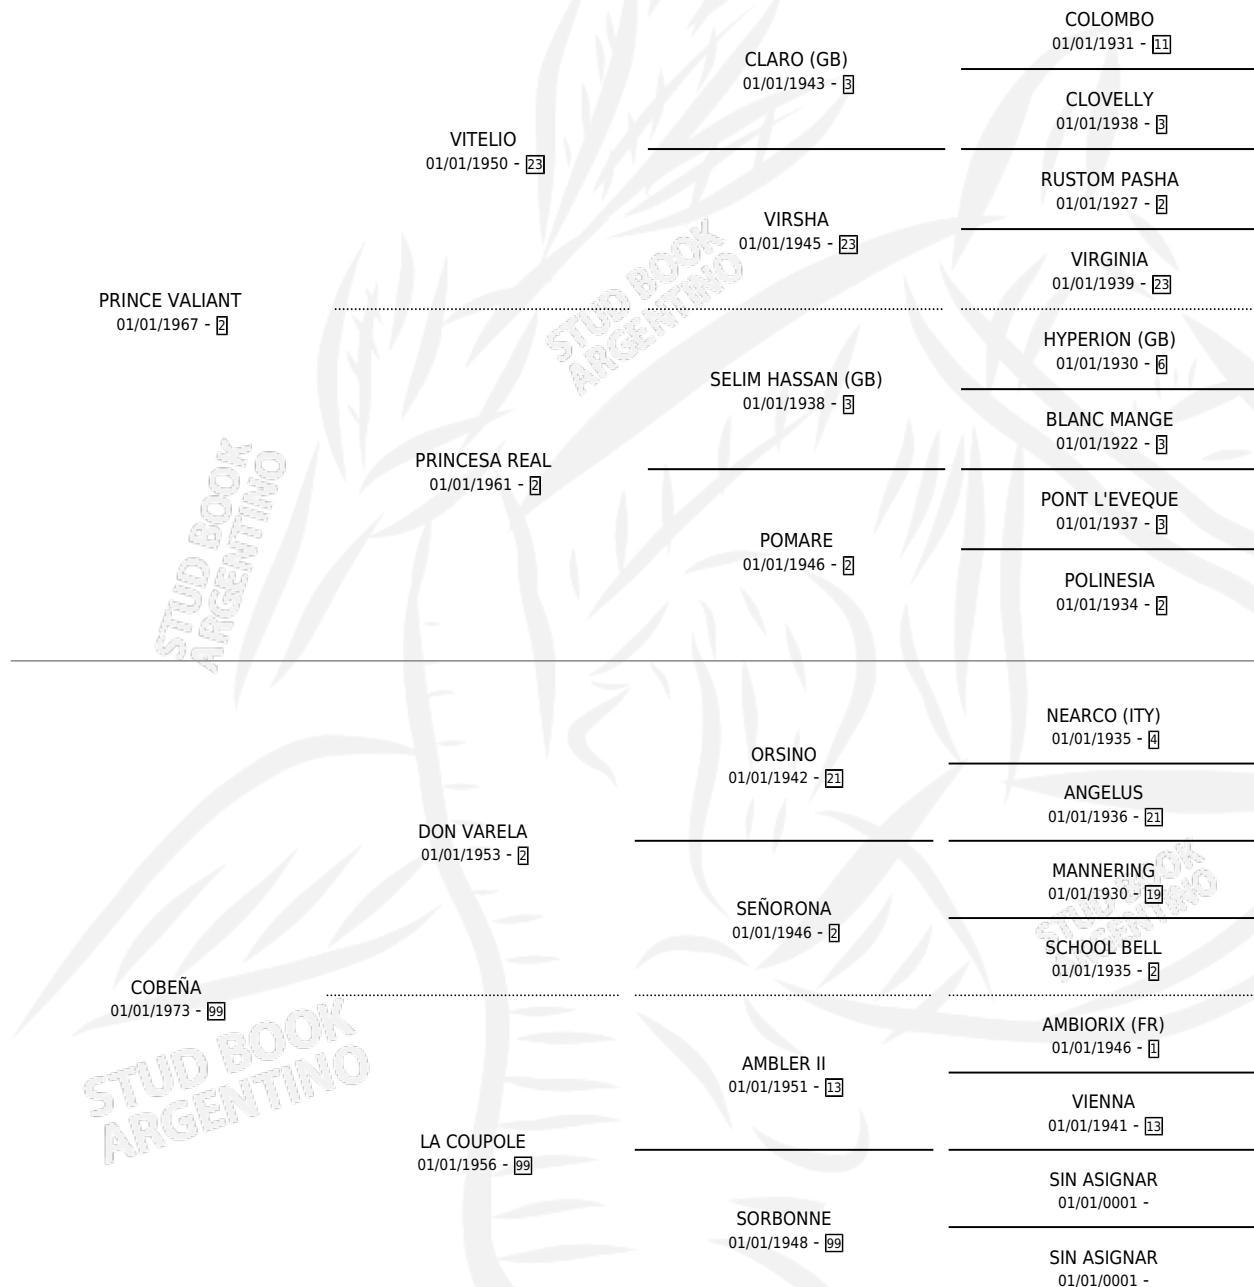 COLOMBO
01/01/1931 - 11
CLARO (GB)
01/01/1943 - 3
CLOVELLY
01/01/1938 - 3
VITELIO
01/01/1950 - 23
RUSTOM PASHA
01/01/1927 - 2
VIRSHA
01/01/1945 - 23
VIRGINIA
01/01/1939 - 23
PRINCE VALIANT
01/01/1967 - 2
STUD BOOK
ARGENTINO
HYPERION (GB)
01/01/1930 - 6
SELIM HASSAN (GB)
01/01/1938 - 3
BLANC MANGE
01/01/1922 - 3
PRINCESA REAL
01/01/1961 - 2
PONT L'EVEQUE
01/01/1937 - 3
POMARE
01/01/1946 - 2
POLINESIA
01/01/1934 - 2
STUD BOOK
ARGENTINO
NEARCO (ITY)
01/01/1935 - 4
ORSINO
01/01/1942 - 21
ANGELUS
01/01/1936 - 21
DON VARELA
01/01/1953 - 2
MANNERING
01/01/1930 - 19
SEÑORONA
01/01/1946 - 2
STUD BOOK
ARGENTINO
SCHOOL BELL
01/01/1935 - 2
COBEÑA
01/01/1973 - 99
STUD BOOK
ARGENTINO
AMBIORIX (FR)
01/01/1946 - 1
AMBLER II
01/01/1951 - 13
VIENNA
01/01/1941 - 13
LA COUPOLE
01/01/1956 - 99
SIN ASIGNAR
01/01/0001 -
SORBONNE
01/01/1948 - 99
SIN ASIGNAR
01/01/0001 -